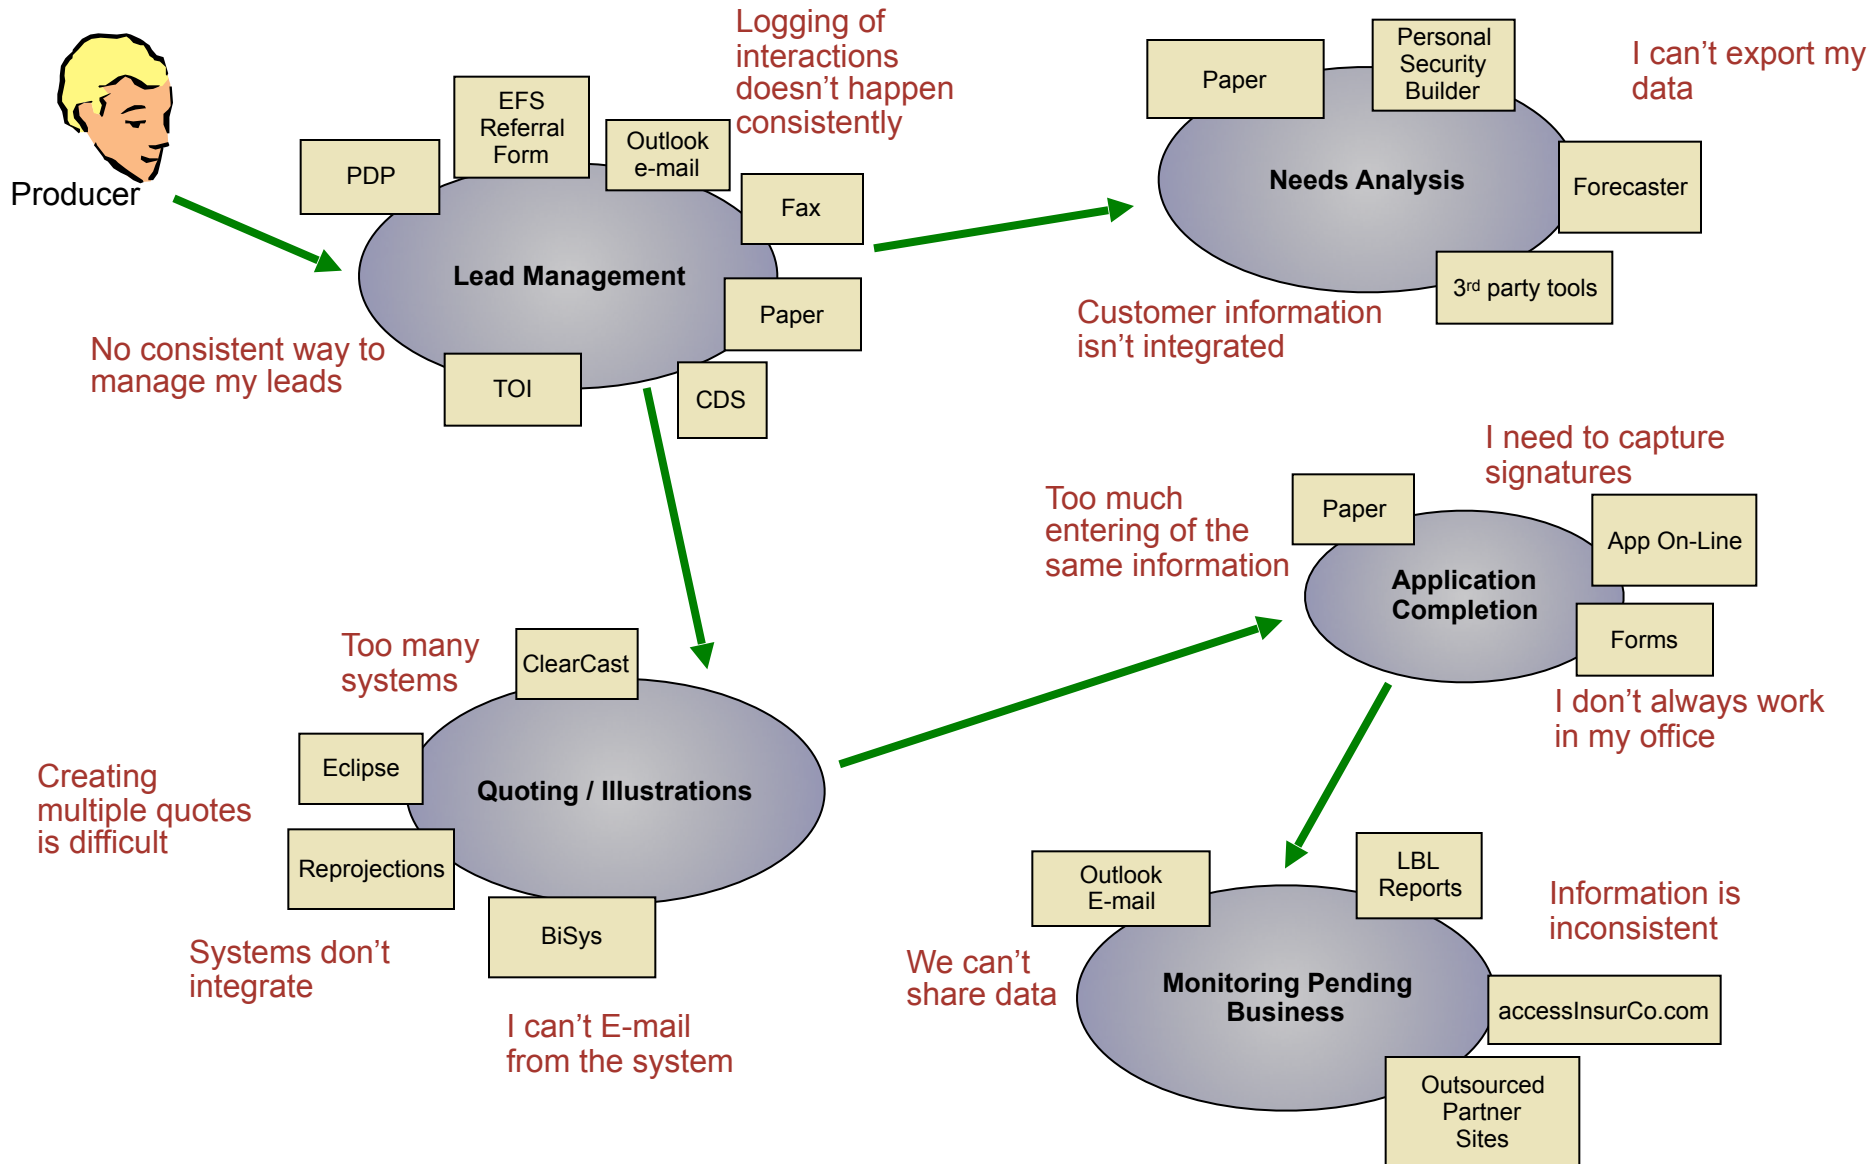 Producer
Logging of
interactions
doesn't happen
consistently
PDP
EFS
Referral
Form
Outlook
e-mail
Fax
Lead Management
Paper
TOI
CDS
No consistent way to
manage my leads
Paper
Personal
Security
Builder
I can't export my
data
Needs Analysis
Forecaster
3rd party tools
Customer information
isn't integrated
I need to capture
signatures
Too much
entering of the
same information
Paper
App On-Line
Application
Completion
Forms
I don't always work
in my office
Too many
systems
ClearCast
Eclipse
Quoting / Illustrations
Creating
multiple quotes
is difficult
Reprojections
BiSys
Systems don't
integrate
I can't E-mail
from the system
Outlook
E-mail
LBL
Reports
Information is
inconsistent
We can't
share data
Monitoring Pending
Business
accessInsurCo.com
Outsourced
Partner
Sites